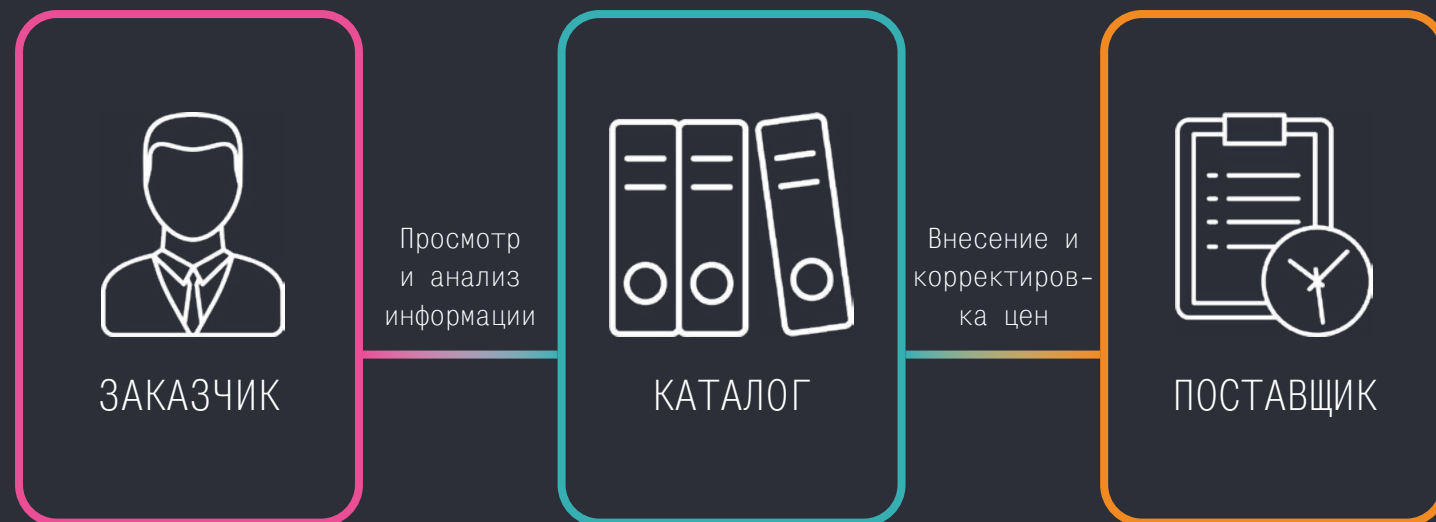 Просмотр
и анализ
информации
Внесение и
корректиров-
ка цен
ЗАКАЗЧИК
КАТАЛОГ
ПОСТАВЩИК